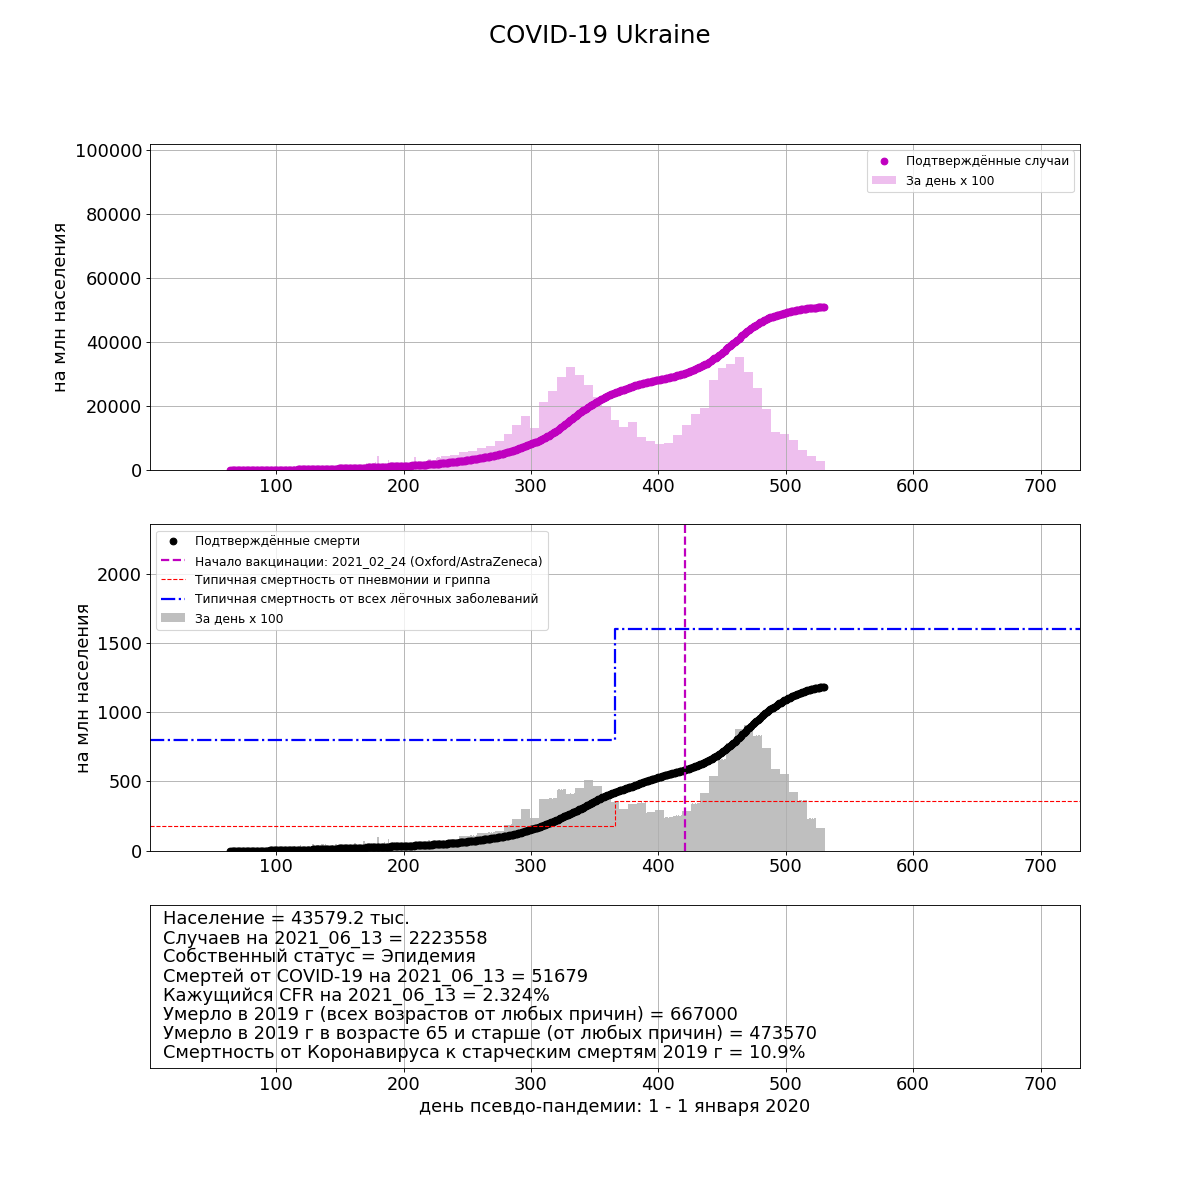 COVID-19 Ukraine
100000
80000
60000
40000
20000
0
на млн населения
Подтверждённые случаи
За день x 100
100 200 300 400 500 600 700
2000
1500
1000
500
0
на млн населения
Подтверждённые смерти
Начало вакцинации: 2021_02_24 (Oxford/AstraZeneca)
Типичная смертность от пневмонии и гриппа
Типичная смертность от всех лёгочных заболеваний
За день x 100
100 200 300 400 500 600 700
Население = 43579.2 тыс.
Случаев на 2021_06_13 = 2223558
Собственный статус = Эпидемия
Смертей от COVID-19 на 2021_06_13 = 51679
Кажущийся CFR на 2021_06_13 = 2.324%
Умерло в 2019 г (всех возрастов от любых причин) = 667000
Умерло в 2019 г в возрасте 65 и старше (от любых причин) = 473570
Смертность от Коронавируса к старческим смертям 2019 г = 10.9%
100 200 300 400 500 600 700
день псевдо-пандемии: 1 - 1 января 2020